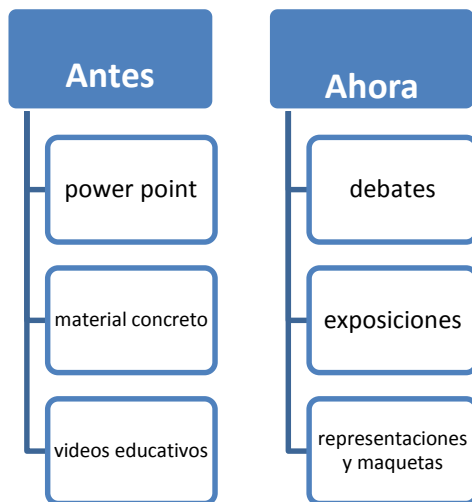 Antes
power point
material concreto
videos educativos
Ahora
debates
exposiciones
representaciones
y maquetas